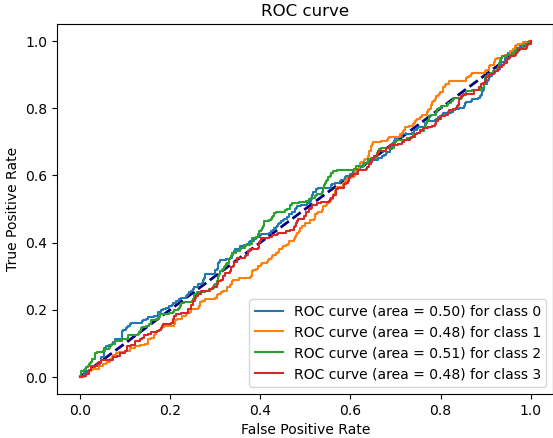 ROC curve
1.0
0.8
0.6
0.4
0.2
0.0
True Positive Rate
ROC curve (area = 0.50) for class 0
ROC curve (area = 0.48) for class 1
ROC curve (area = 0.51) for class 2
ROC curve (area = 0.48) for class 3
0.0 0.2 0.4 0.6 0.8 1.0
False Positive Rate